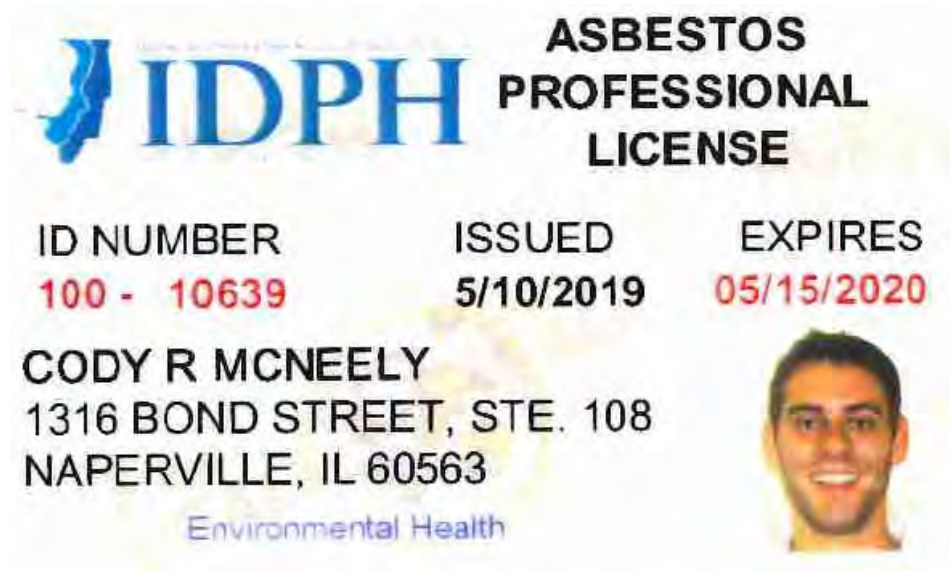 IDPH
ASBESTOS
PROFESSIONAL
LICENSE
ID NUMBER
ISSUED
EXPIRES
100 - 10639
5/10/2019
05/15/2020
CODY R MCNEELY
1316 BOND STREET, STE. 108
NAPERVILLE, IL 60563
Environmental Health